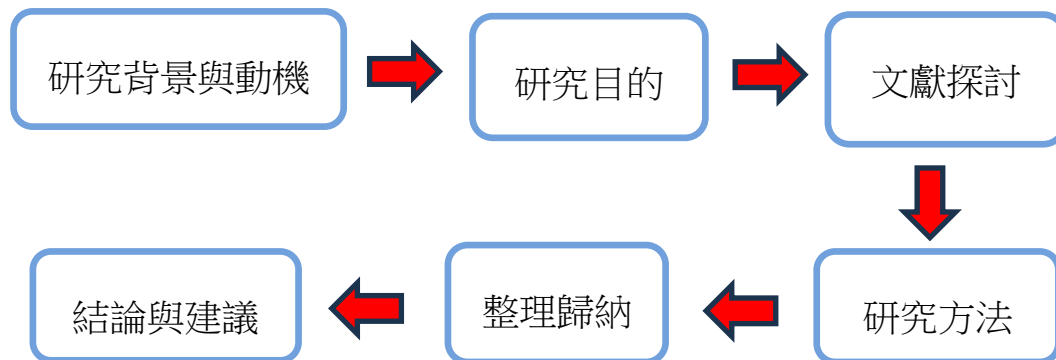 研究背景與動機
研究目的
文獻探討
研究方法
整理歸納
結論與建議